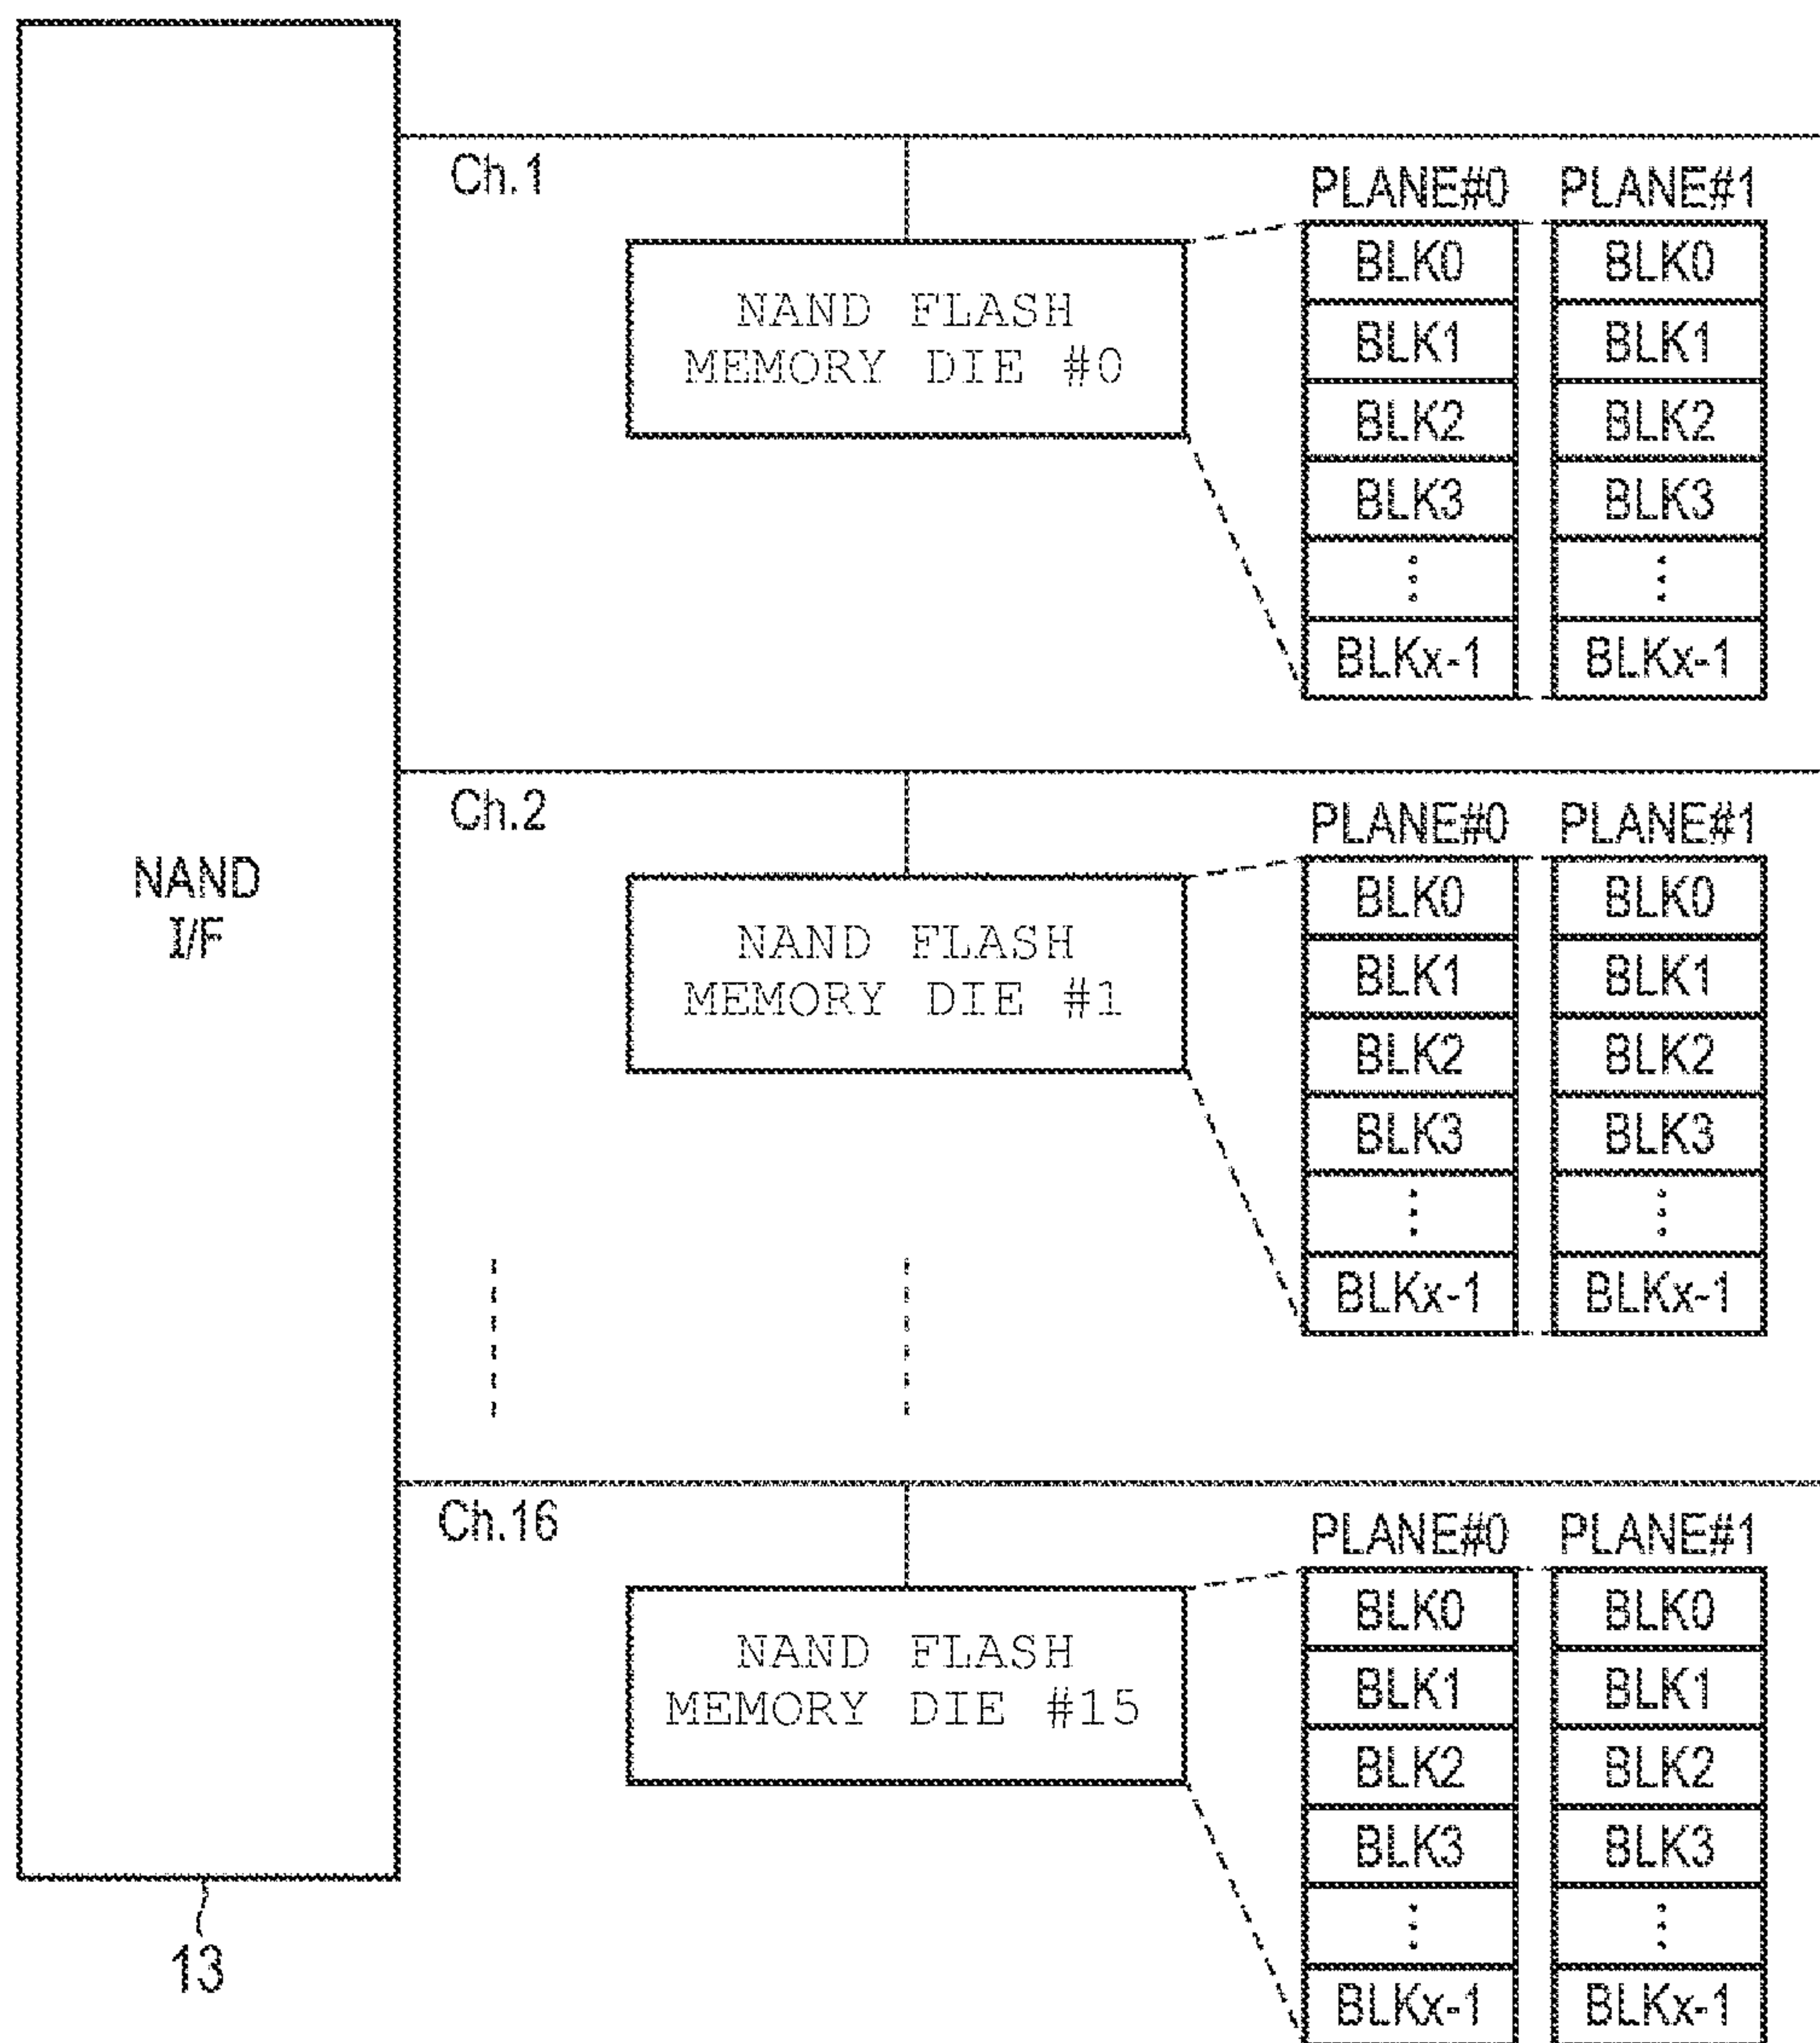 Ch.1
PLANE#0 PLANE#1
NAND FLASH
MEMORY DIE #0
BLK0 BLK0
BLK1 BLK1
BLK2 BLK2
BLK3 BLK3
BLKx-1 BLKx-1
NAND
I/F
Ch.2
PLANE#0 PLANE#1
NAND FLASH
MEMORY DIE #1
BLK0 BLK0
BLK1 BLK1
BLK2 BLK2
BLK3 BLK3
BLKx-1 BLKx-1
Ch.16
PLANE#0 PLANE#1
NAND FLASH
MEMORY DIE #15
BLK0 BLK0
BLK1 BLK1
BLK2 BLK2
BLK3 BLK3
BLKx-1 BLKx-1
13